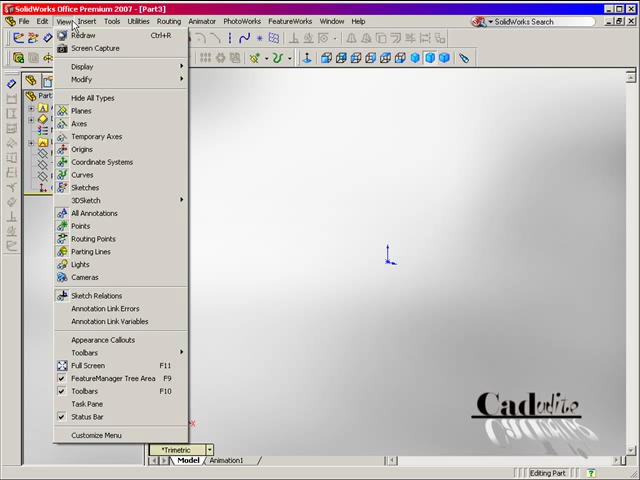 SolidWorks Office Premium 2007 - [Part3]
File Edit View Insert Tools Utilities Routing Animator PhotoWorks FeatureWorks Window Help SolidWorks Search
Redraw Ctrl+R
Screen Capture
Display
Modify
Hide All Types
Planes
Axes
Temporary Axes
Origins
Coordinate Systems
Curves
Sketches
3DSketch
All Annotations
Points
Routing Points
Parting Lines
Lights
Cameras
Sketch Relations
Annotation Link Errors
Annotation Link Variables
Appearance Callouts
Toolbars
Full Screen F11
FeatureManager Tree Area F9
Toolbars F10
Task Pane
Status Bar
Customize Menu
Cadudite
*Trimetric
Model Animation1
Editing Part